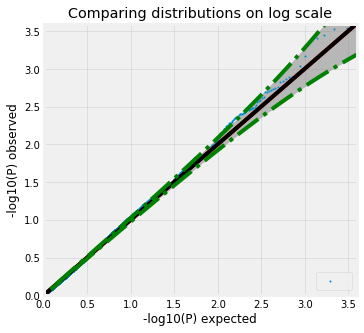 Comparing distributions on log scale
-log10(P) observed
3.5
3.0
2.5
2.0
1.5
1.0
0.5
0.0
0.0 0.5 1.0 1.5 2.0 2.5 3.0 3.5
-log10(P) expected